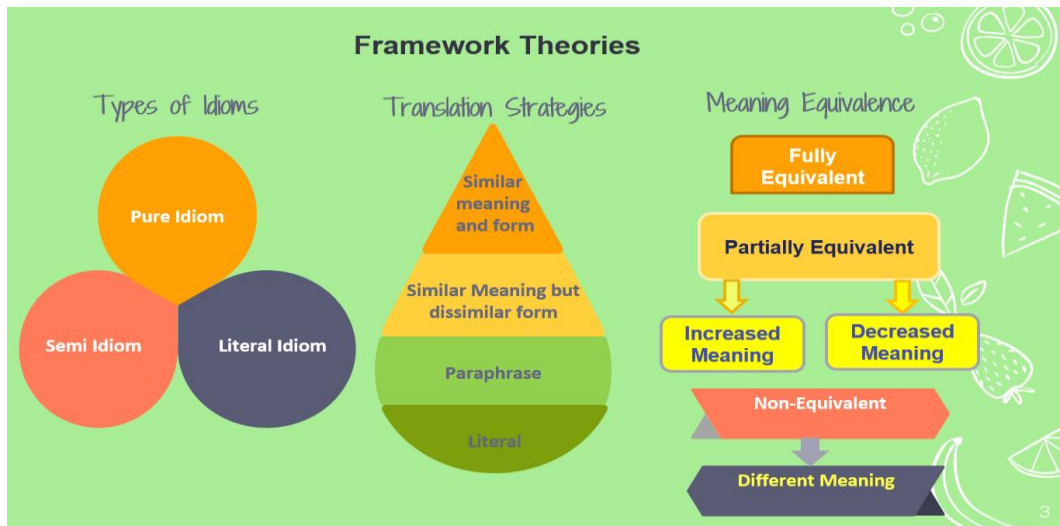 Framework Theories
Types of Idioms
Pure Idiom
Semi Idiom
Literal Idiom
Translation Strategies
Similar
meaning
and form
Similar Meaning but
dissimilar form
Paraphrase
Literal
Meaning Equivalence
Fully
Equivalent
Partially Equivalent
Increased
Meaning
Decreased
Meaning
Non-Equivalent
Different Meaning
3